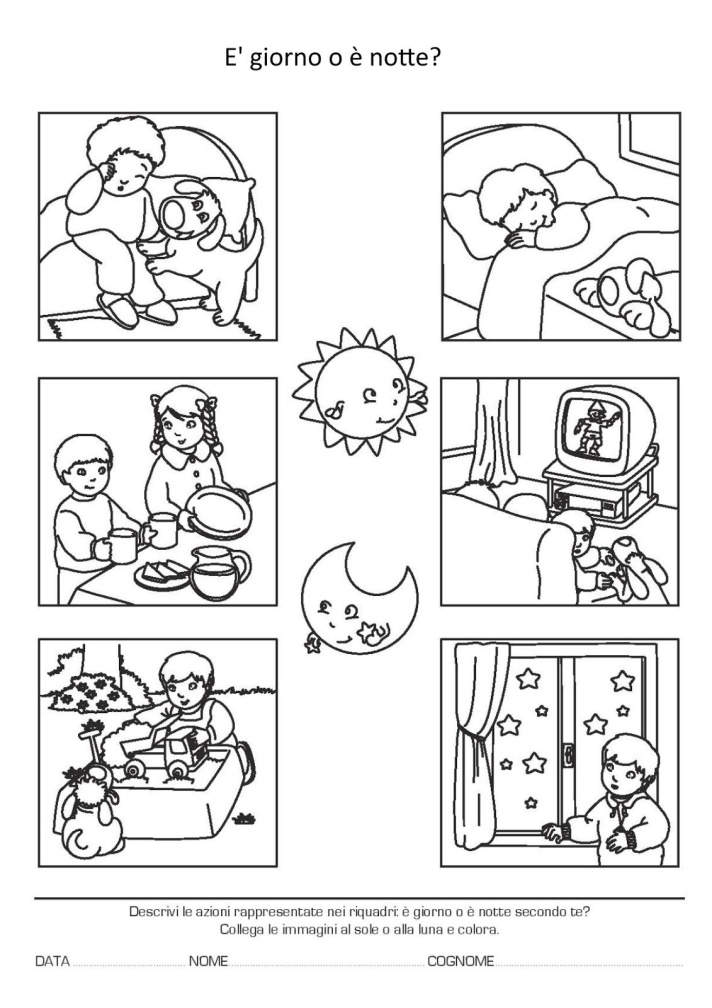 E' giorno o è notte?
Descrivi le azioni rappresentate nei riquadri: è giorno o è notte secondo te?
Collega le immagini al sole o alla luna e colora.
DATA.............................. NOME.................................................... COGNOME..................................................